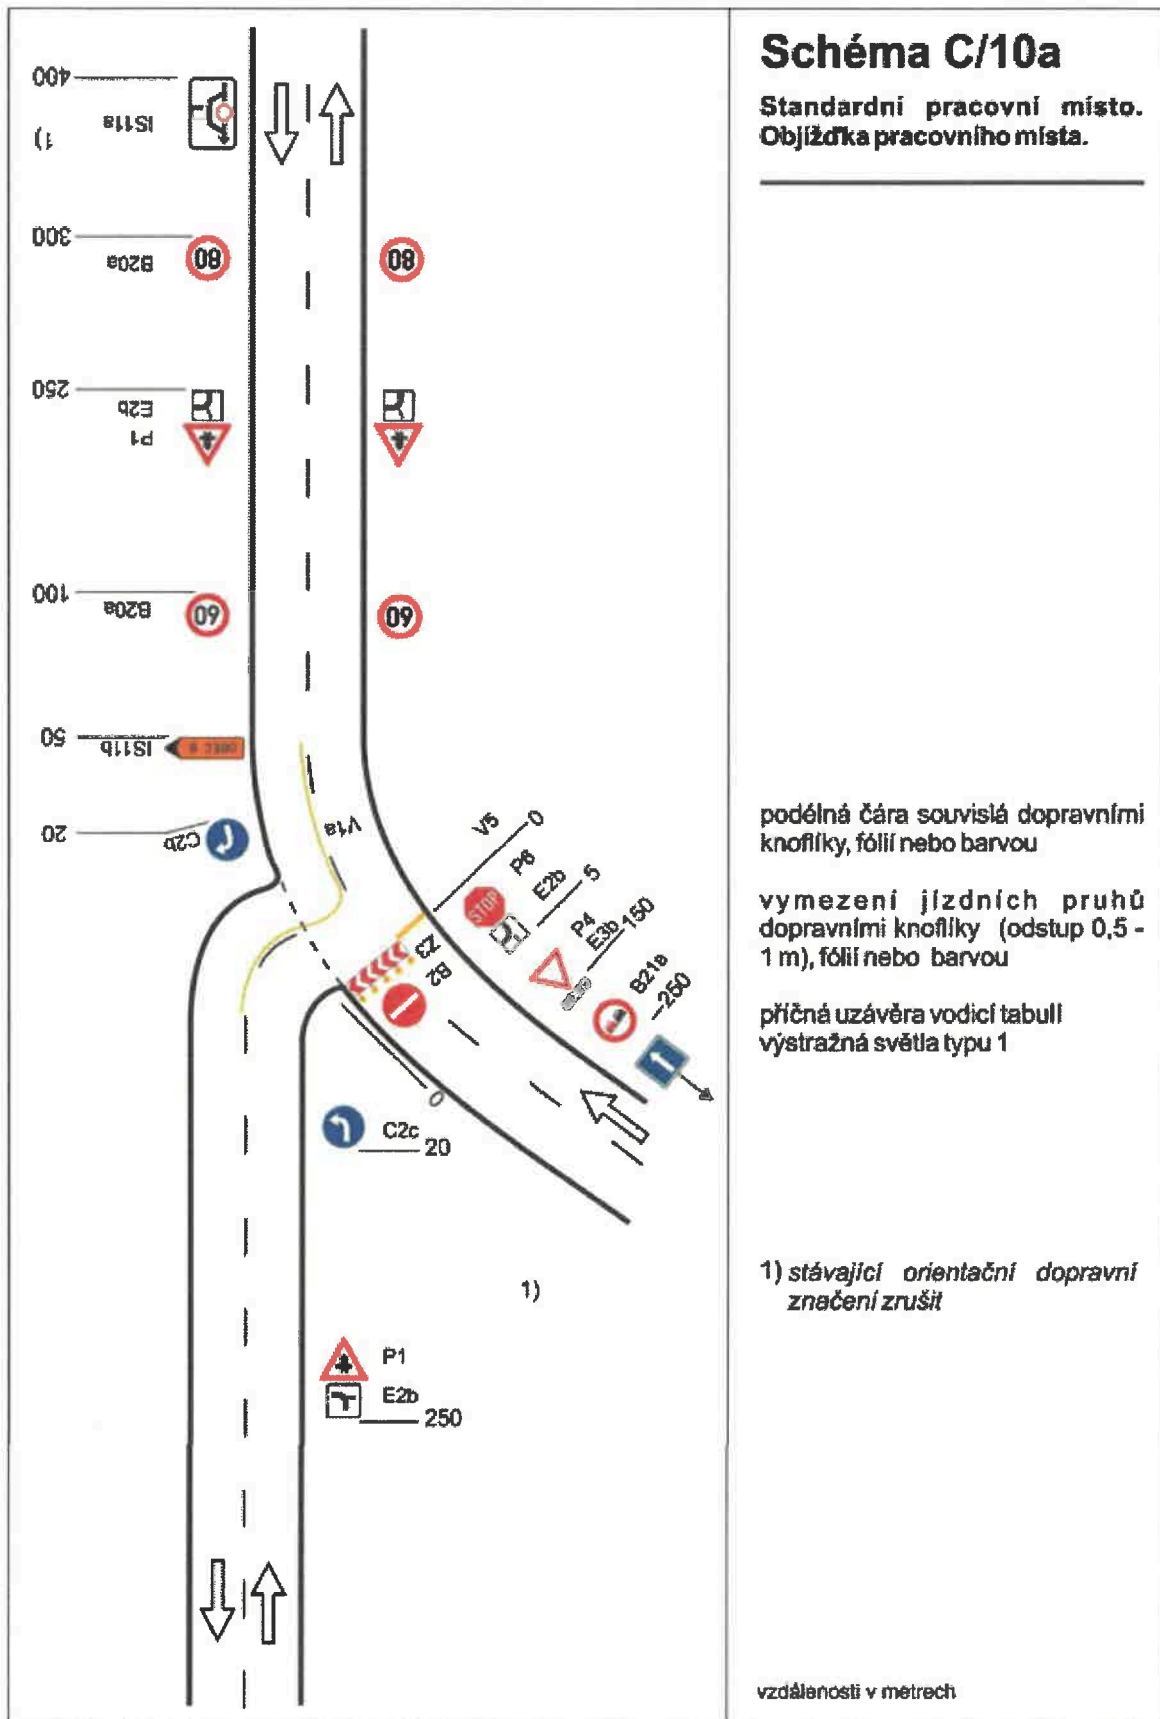 Schéma C/10a
Standardní pracovní místo.
Objížďka pracovního místa.
400
IS11a
1)
300
B20a
80
80
250
E2b
P1
100
B20a
60
60
50
IS11b
OBEC B
20
C2b
V1a
V5
0
P6
STOP
E2b
5
P4
E3b
150
B21a
250
Z3
B2
0
C2c
20
1)
P1
E2b
250
podélná čára souvislá dopravními
knoflíky, fólií nebo barvou
vymezení jízdních pruhů
dopravními knoflíky (odstup 0,5 -
1 m), fólií nebo barvou
příčná uzávěra vodicí tabulí
výstražná světla typu 1
1) stávající orientační dopravní
značení zrušit
vzdálenosti v metrech